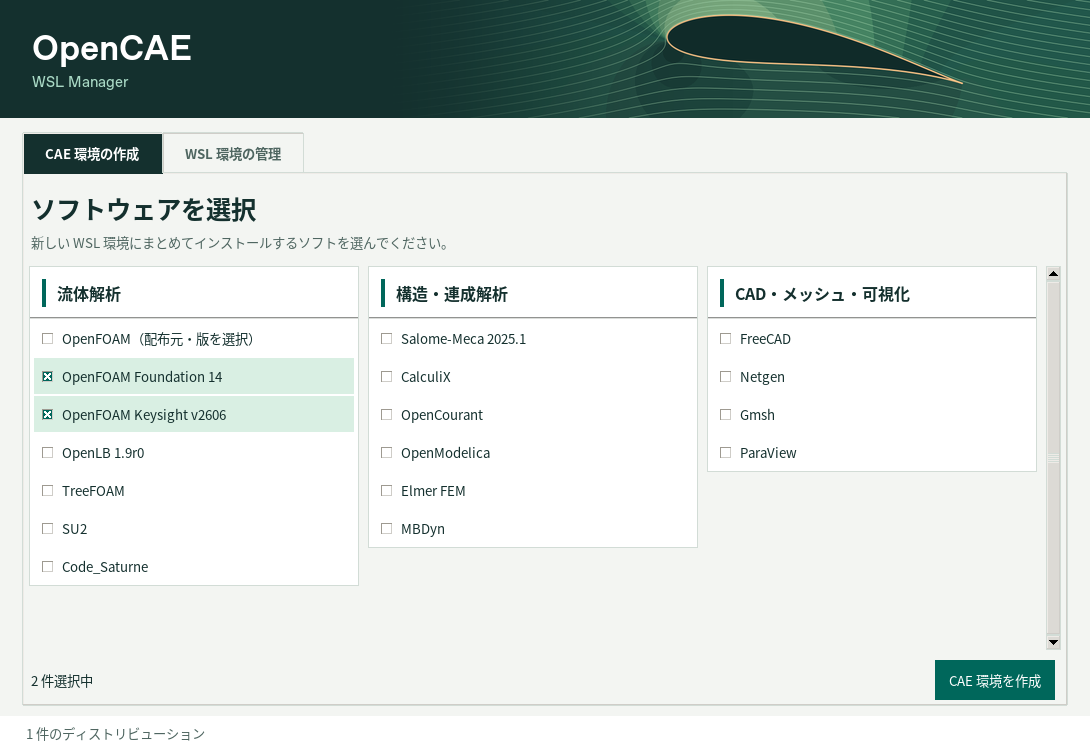 OpenCAE
WSL Manager
CAE 環境の作成
WSL 環境の管理
ソフトウェアを選択
新しい WSL 環境にまとめてインストールするソフトを選んでください。
流体解析
OpenFOAM（配布元・版を選択）
OpenFOAM Foundation 14
OpenFOAM Keysight v2606
OpenLB 1.9r0
TreeFOAM
SU2
Code_Saturne
構造・連成解析
Salome-Meca 2025.1
CalculiX
OpenCourant
OpenModelica
Elmer FEM
MBDyn
CAD・メッシュ・可視化
FreeCAD
Netgen
Gmsh
ParaView
2 件選択中
CAE 環境を作成
1 件のディストリビューション